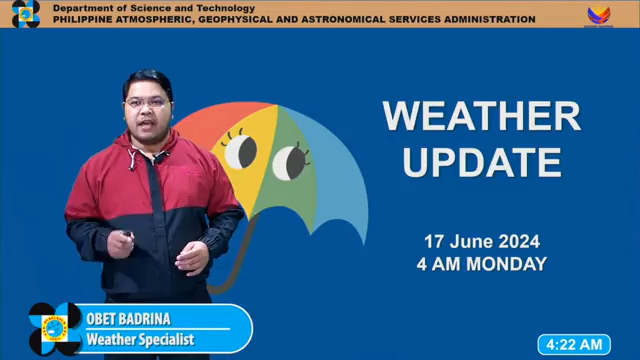 Department of Science and Technology
PHILIPPINE ATMOSPHERIC, GEOPHYSICAL AND ASTRONOMICAL SERVICES ADMINISTRATION
WEATHER
UPDATE
17 June 2024
4 AM MONDAY
OBET BADRINA
Weather Specialist
4:22 AM